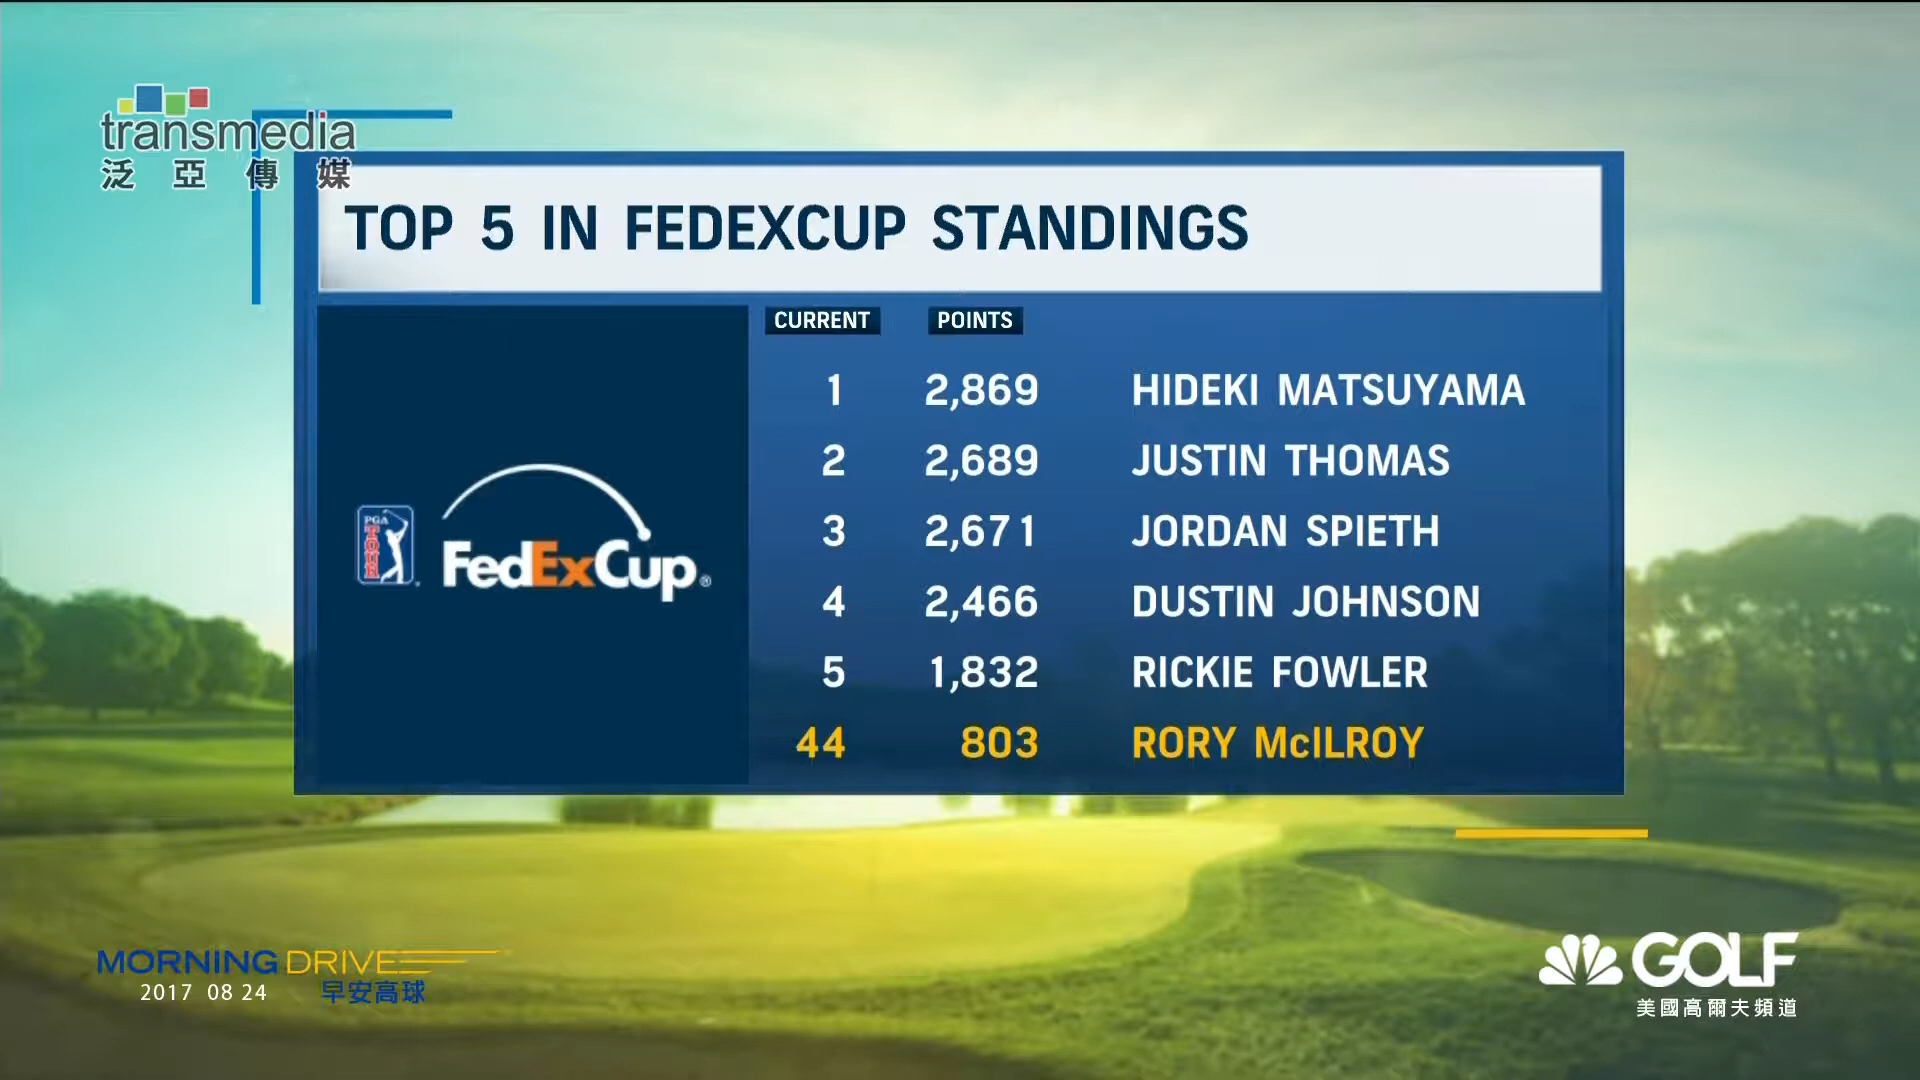 transmedia
泛亞傳媒
TOP 5 IN FEDEXCUP STANDINGS
CURRENT POINTS
1 2,869 HIDEKI MATSUYAMA
2 2,689 JUSTIN THOMAS
3 2,671 JORDAN SPIETH
4 2,466 DUSTIN JOHNSON
5 1,832 RICKIE FOWLER
44 803 RORY McILROY
PGA TOUR
FedExCup®
MORNING DRIVE
2017 08 24 早安高球
GOLF
美國高爾夫頻道